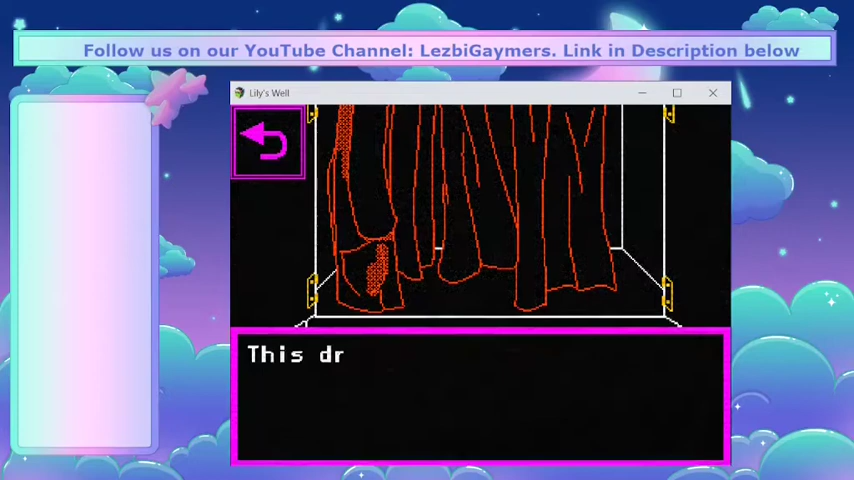 Follow us on our YouTube Channel: LezbiGaymers. Link in Description below
Lily's Well
This dr